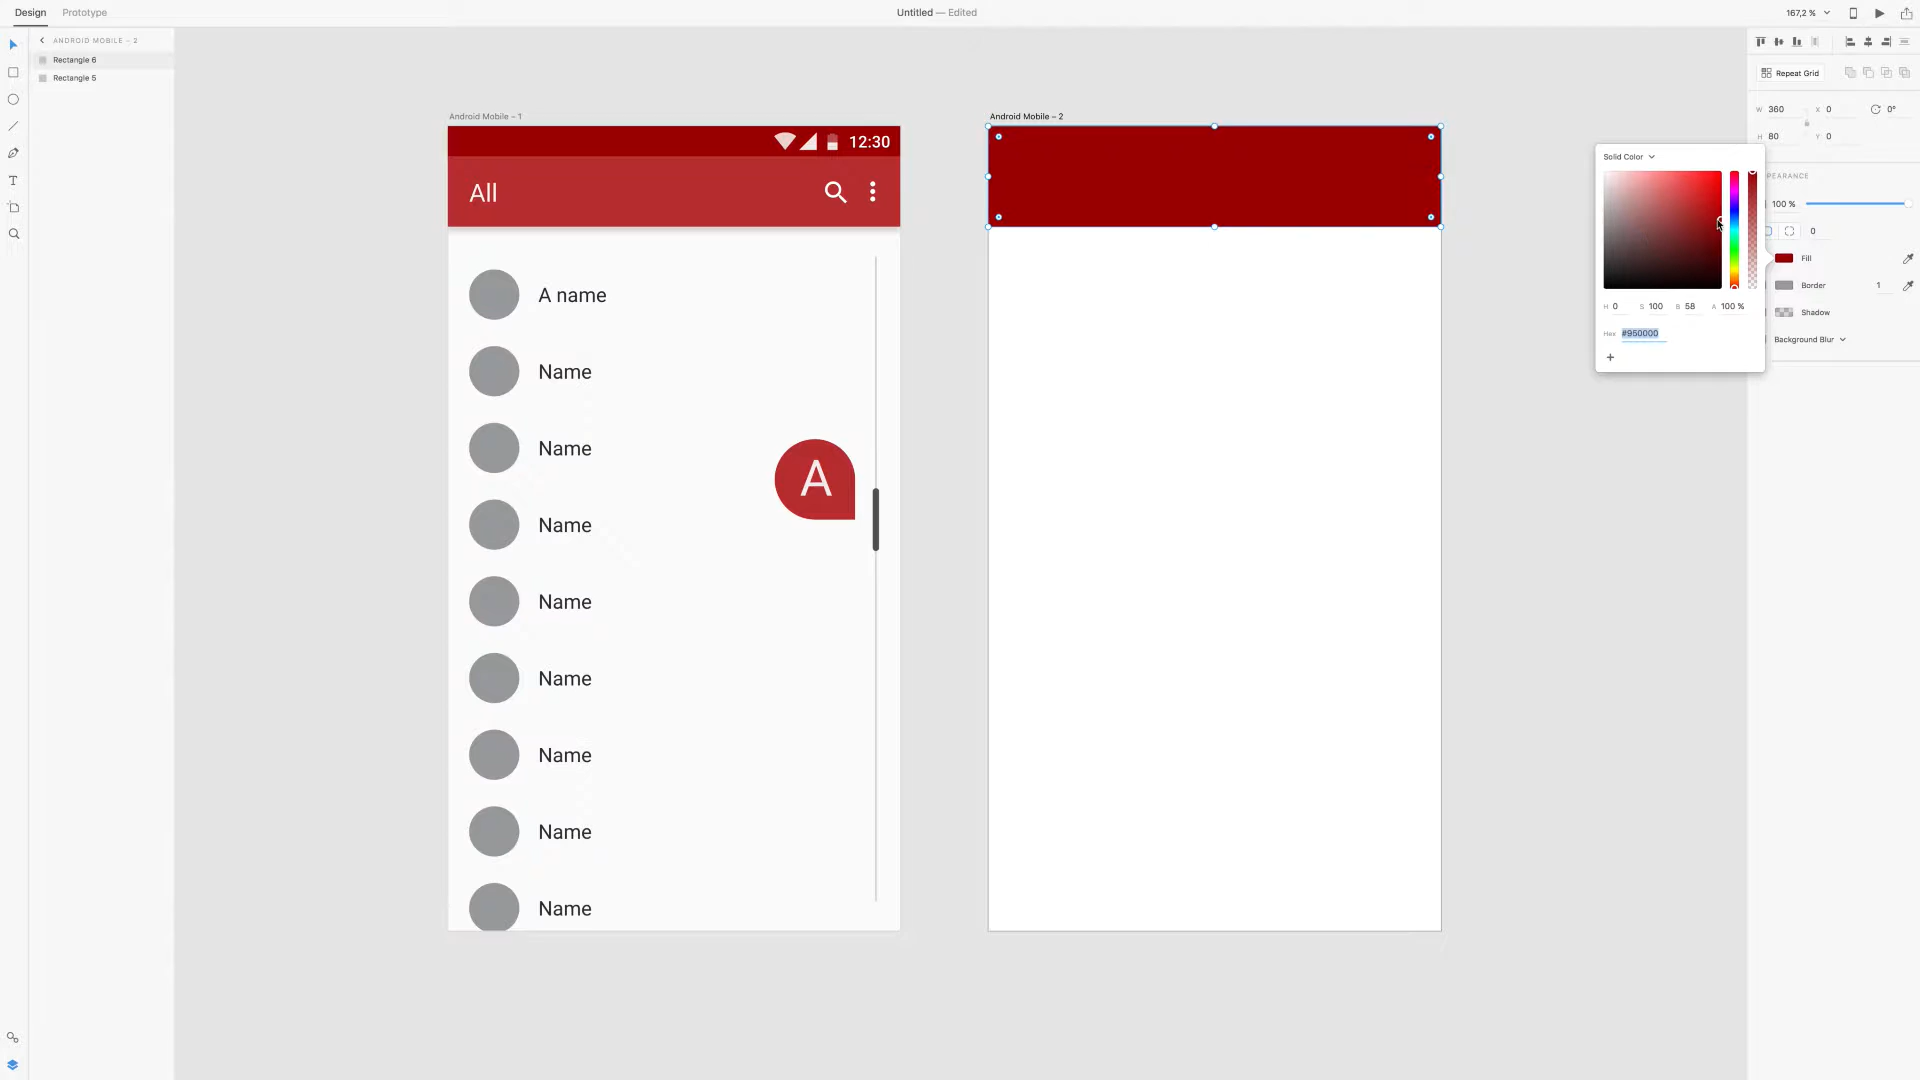 Design Prototype
Untitled — Edited
167,2 %
ANDROID MOBILE – 2
Rectangle 6
Rectangle 5
Repeat Grid
W 360 X 0 0°
H 80 Y 0
Android Mobile – 1
12:30
All
A name
Name
Name
Name
Name
Name
Name
Name
Name
A
Android Mobile – 2
Solid Color
H 0 S 100 B 58 A 100 %
Hex #950000
+
PEARANCE
100 %
0
Fill
Border 1
Shadow
Background Blur
T